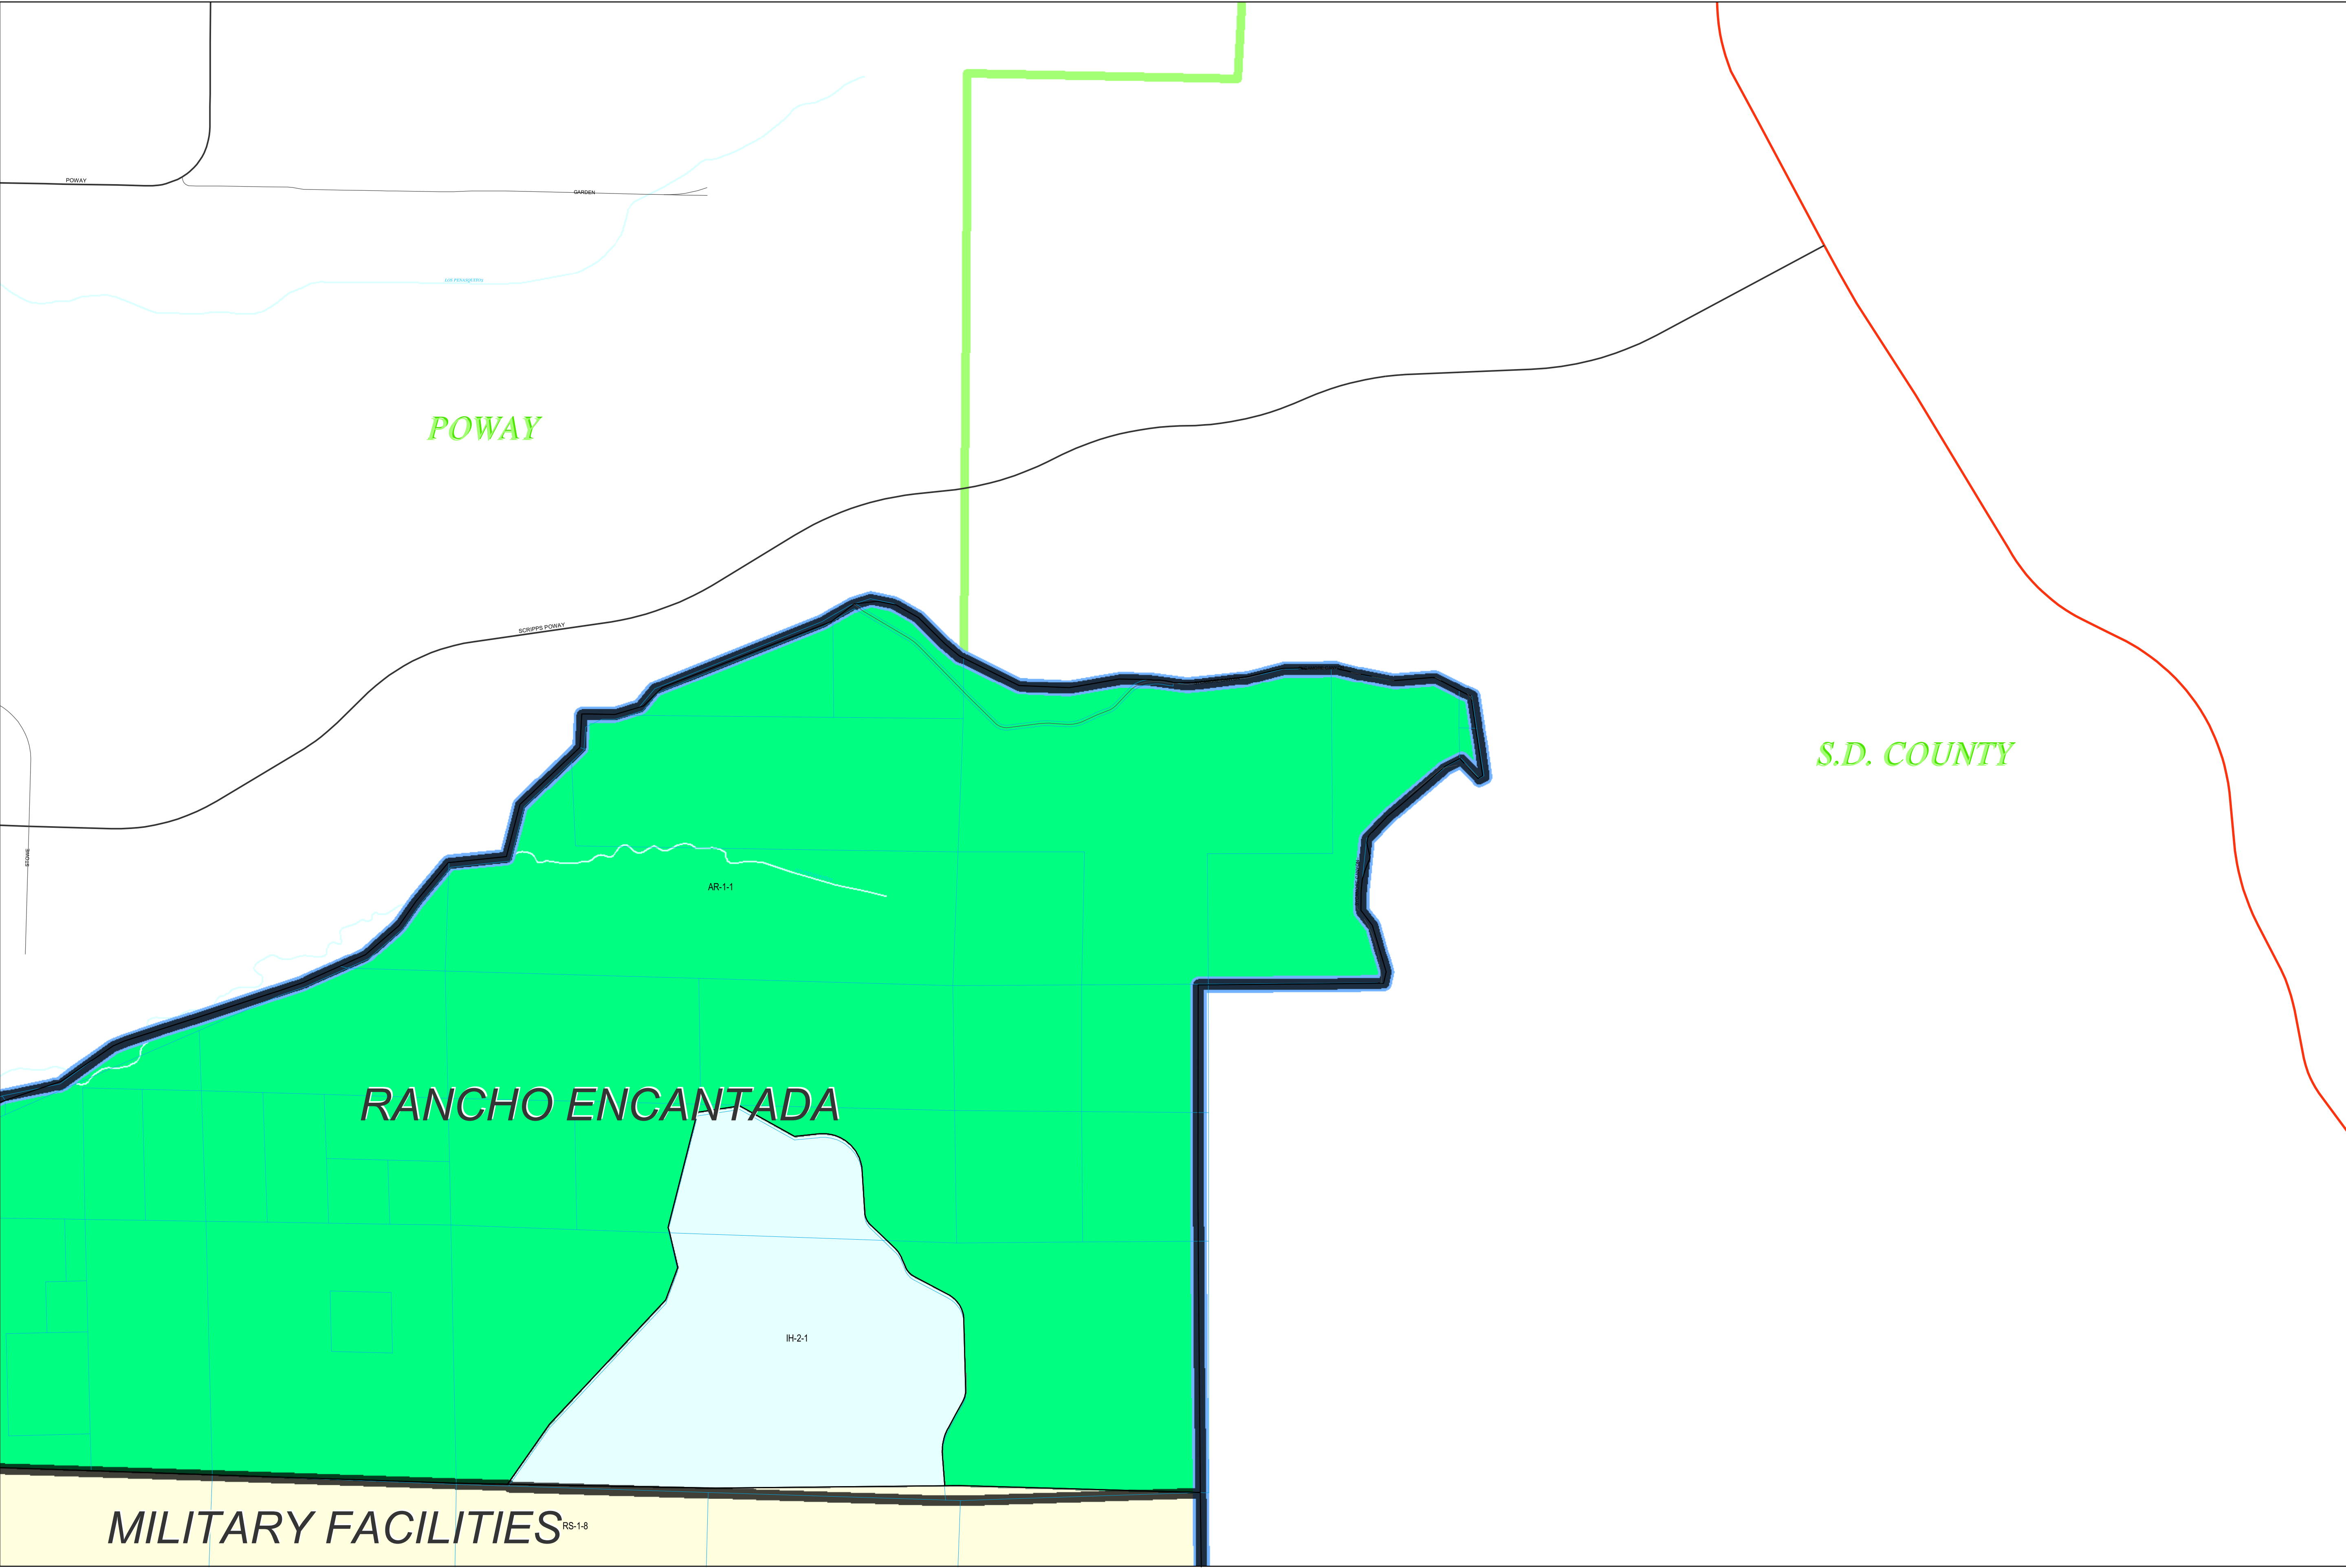 POWAY
GARDEN
POWAY
SCRIPPS POWAY
S.D. COUNTY
STOWE
AR-1-1
RANCHO ENCANTADA
IH-2-1
MILITARY FACILITIES
RS-1-8